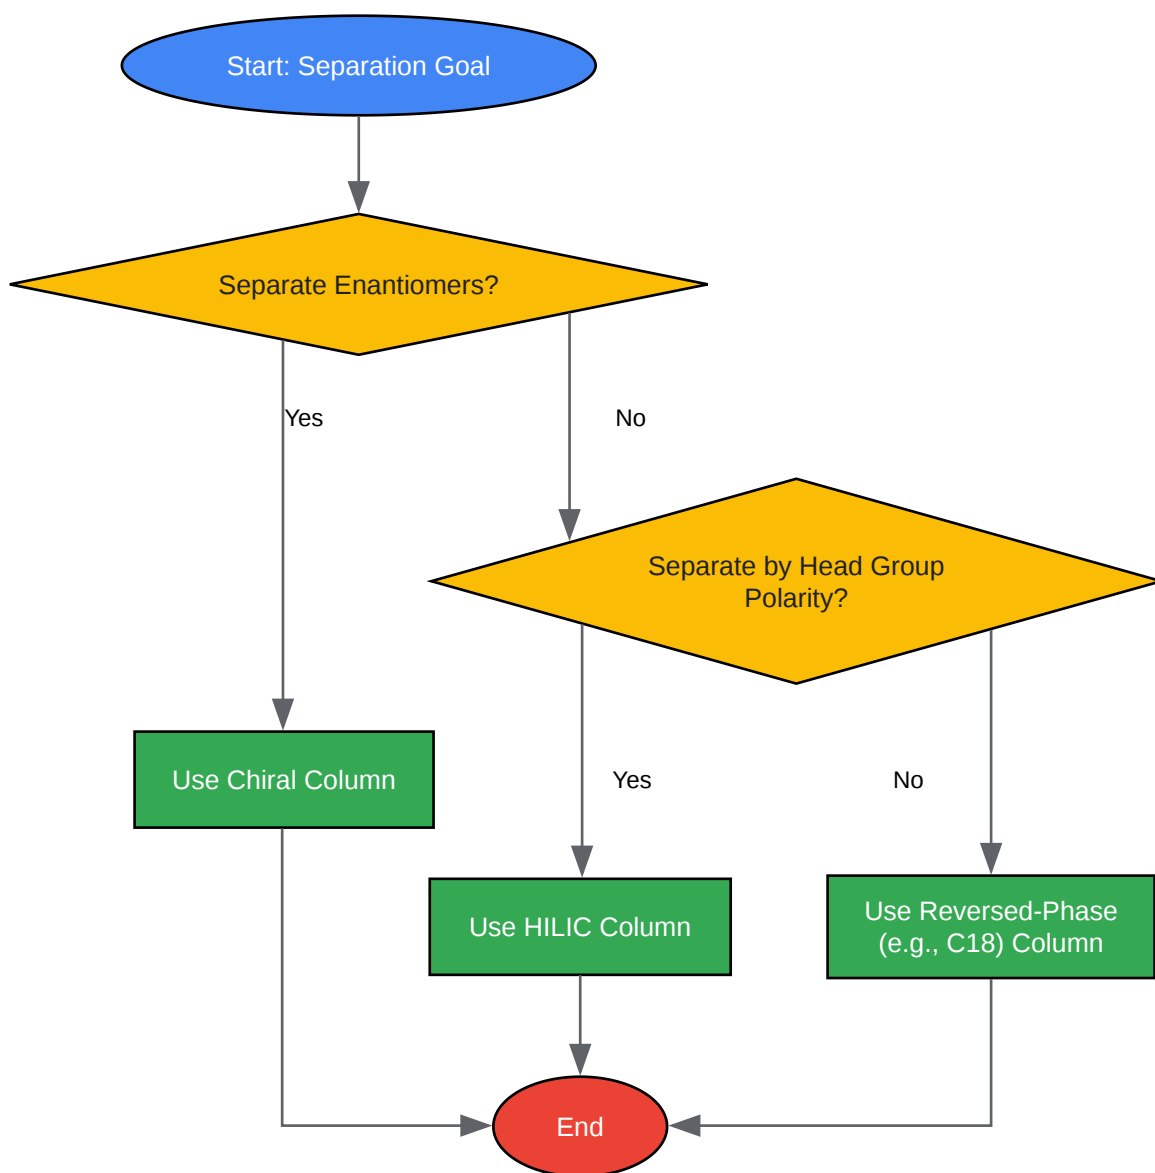 Start: Separation Goal
Separate Enantiomers?
Yes
No
Separate by Head Group
Polarity?
Use Chiral Column
Yes
No
Use HILIC Column
Use Reversed-Phase
(e.g., C18) Column
End